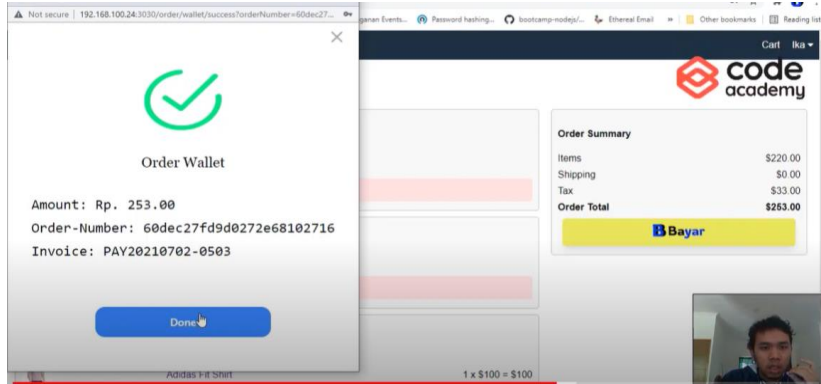 Not secure | 192.168.100.24:3030/order/wallet/success?orderNumber=60dec27...
Events... Password hashing... bootcamp-nodejs/... Ethereal Email » Other bookmarks Reading list
Cart Ika
code
academy
Order Wallet
Amount: Rp. 253.00
Order-Number: 60dec27fd9d0272e68102716
Invoice: PAY20210702-0503
Done
Order Summary
Items $220.00
Shipping $0.00
Tax $33.00
Order Total $253.00
Bayar
Adidas Fit Shirt 1 x $100 = $100